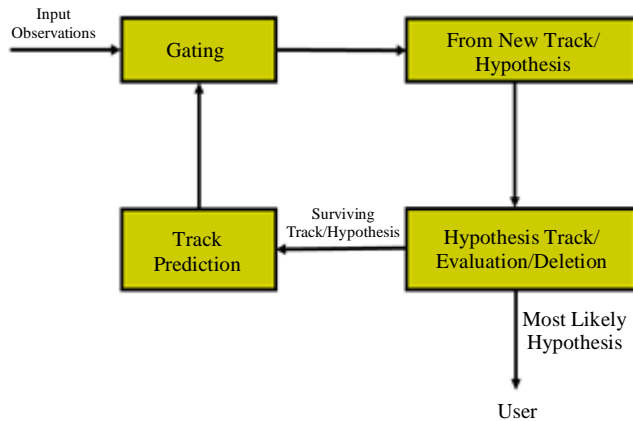 Input
Observations
Gating
From New Track/
Hypothesis
Surviving
Track/Hypothesis
Track
Prediction
Hypothesis Track/
Evaluation/Deletion
Most Likely
Hypothesis
User